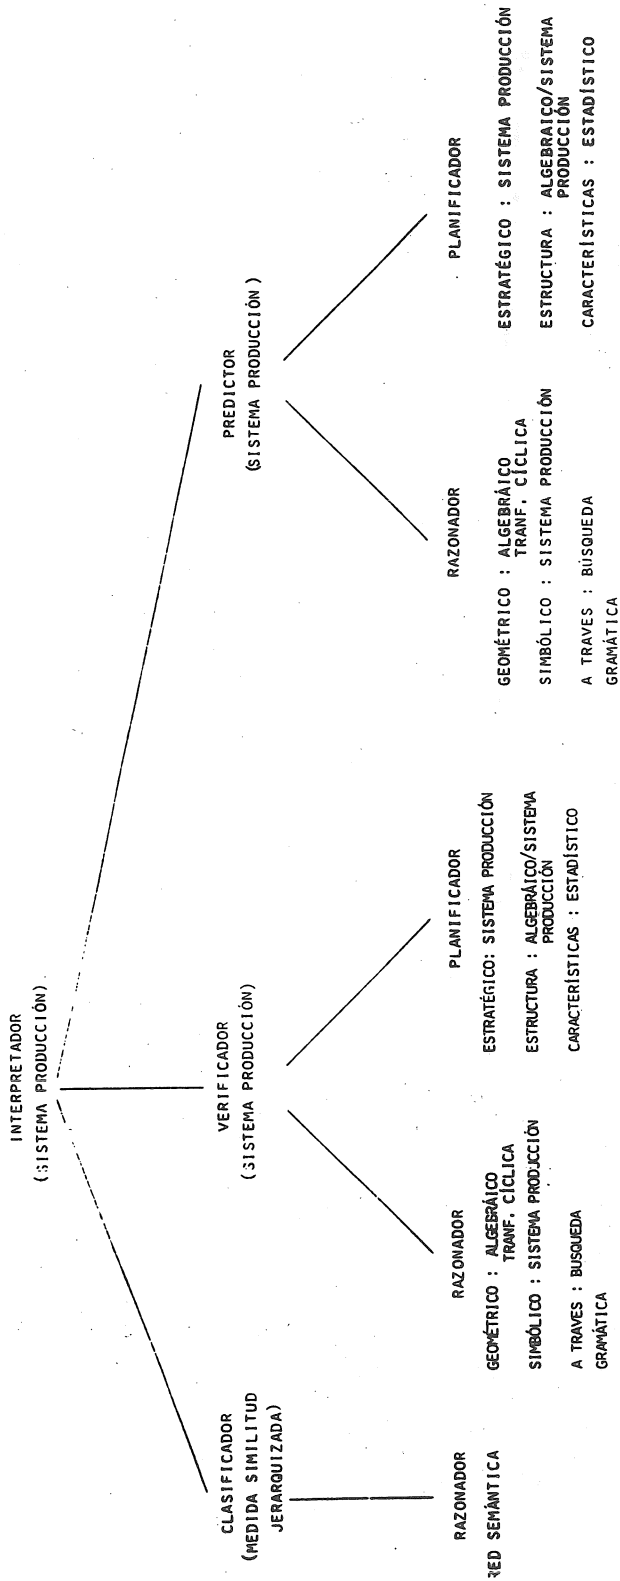 INTERPRETADOR
(SISTEMA PRODUCCIÓN)
CLASIFICADOR
(MEDIDA SIMILITUD
JERARQUIZADA)
VERIFICADOR
(SISTEMA PRODUCCIÓN)
PREDICTOR
(SISTEMA PRODUCCIÓN)
RAZONADOR
RED SEMÁNTICA
RAZONADOR
GEOMÉTRICO : ALGEBRÁICO
TRANF. CÍCLICA
SIMBÓLICO : SISTEMA PRODUCCIÓN
A TRAVES : BUSQUEDA
GRAMÁTICA
PLANIFICADOR
ESTRATÉGICO: SISTEMA PRODUCCIÓN
ESTRUCTURA : ALGEBRÁICO/SISTEMA
PRODUCCIÓN
CARACTERÍSTICAS : ESTADÍSTICO
RAZONADOR
GEOMÉTRICO : ALGEBRÁICO
TRANF. CÍCLICA
SIMBÓLICO : SISTEMA PRODUCCIÓN
A TRAVES : BÚSQUEDA
GRAMÁTICA
PLANIFICADOR
ESTRATÉGICO : SISTEMA PRODUCCIÓN
ESTRUCTURA : ALGEBRAICO/SISTEMA
PRODUCCIÓN
CARACTERÍSTICAS : ESTADÍSTICO